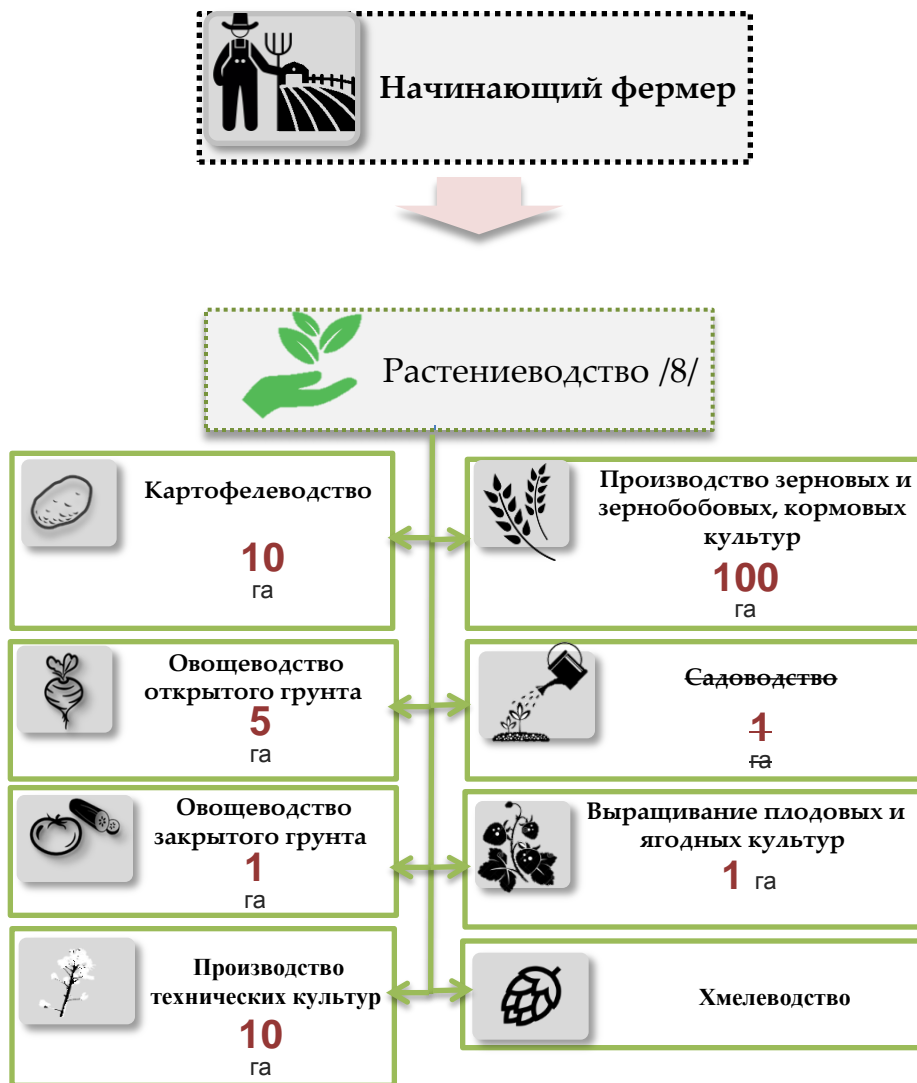 Начинающий фермер
Растениеводство /8/
Картофелеводство
10
га
Производство зерновых и
зернобобовых, кормовых
культур
100
га
Овощеводство
открытого грунта
5
га
Садоводство
1
га
Овощеводство
закрытого грунта
1
га
Выращивание плодовых и
ягодных культур
1 га
Производство
технических культур
10
га
Хмелеводство